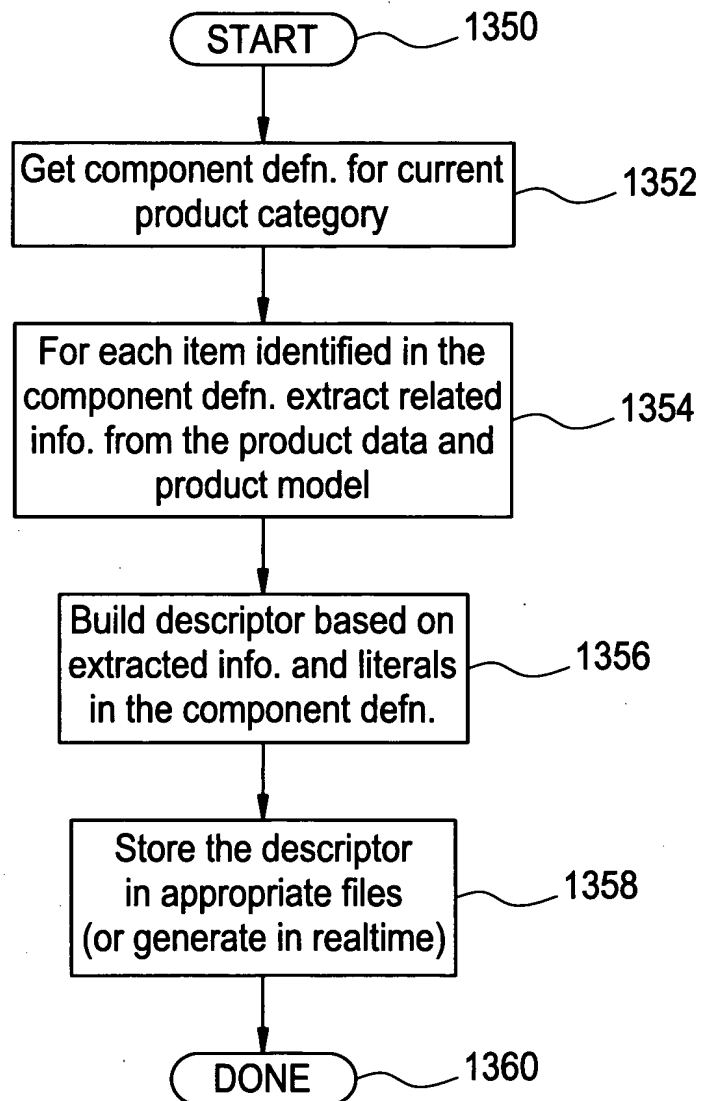 START
1350
Get component defn. for current
product category
1352
For each item identified in the
component defn. extract related
info. from the product data and
product model
1354
Build descriptor based on
extracted info. and literals
in the component defn.
1356
Store the descriptor
in appropriate files
(or generate in realtime)
1358
DONE
1360